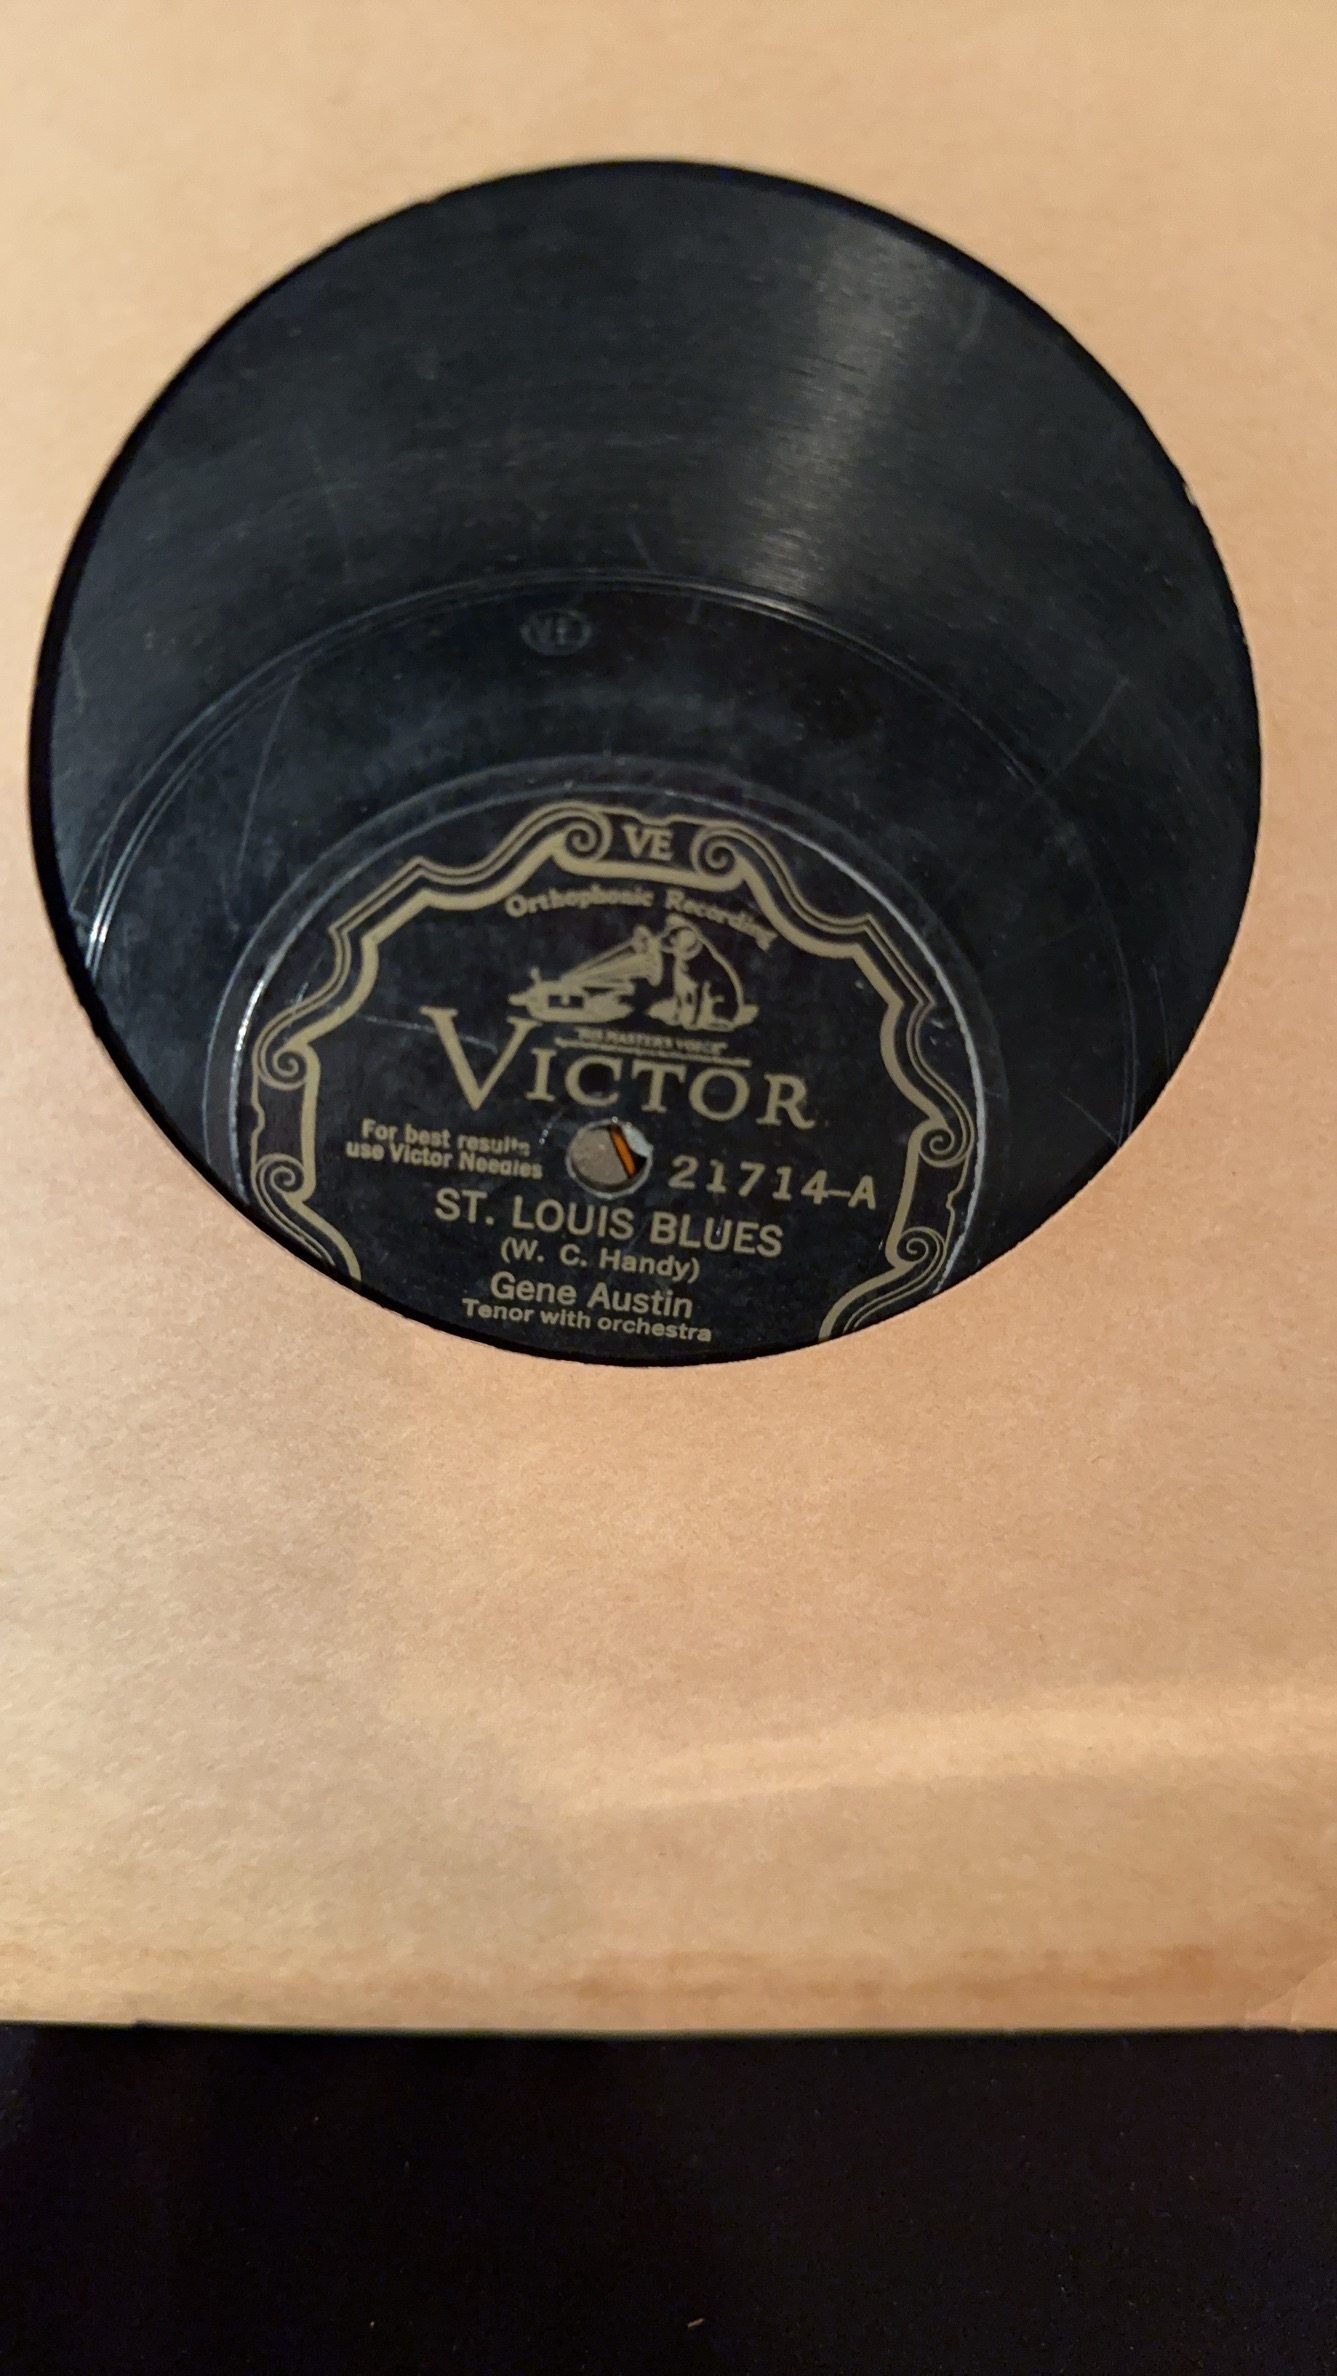 VE
VE
Orthophonic Recording
"HIS MASTER'S VOICE"
VICTOR
For best results
use Victor Needles
21714-A
ST. LOUIS BLUES
(W. C. Handy)
Gene Austin
Tenor with orchestra